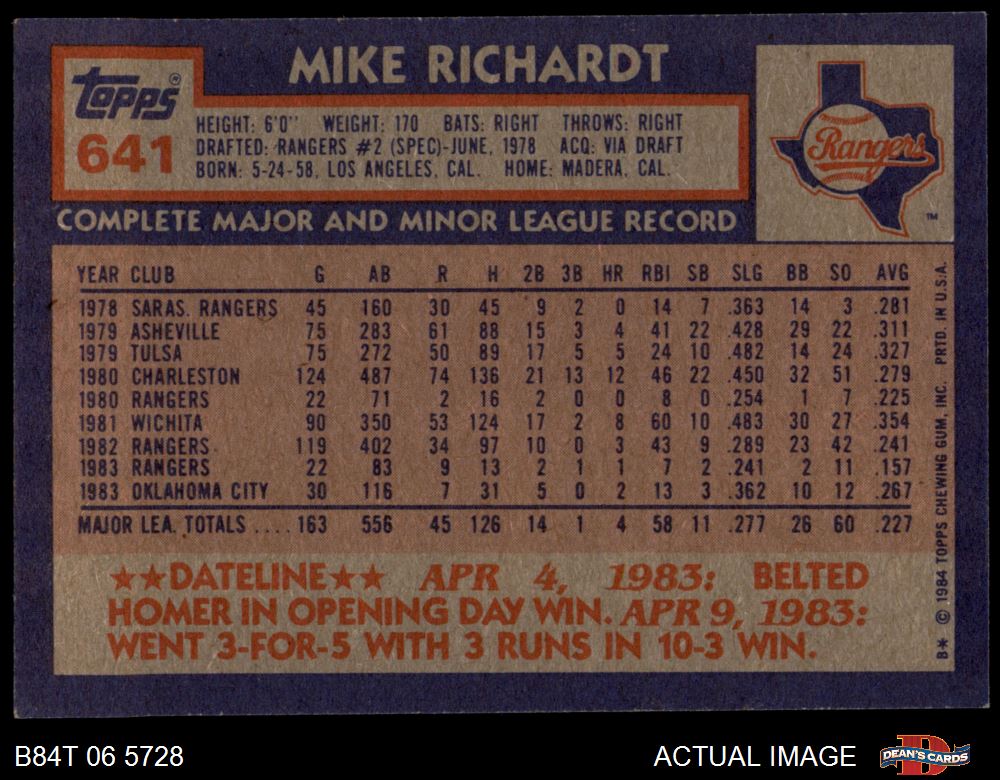 MIKE RICHARDT
Topps®
641
HEIGHT: 6'0" WEIGHT: 170 BATS: RIGHT THROWS: RIGHT
DRAFTED: RANGERS #2 (SPEC)-JUNE, 1978 ACQ: VIA DRAFT
BORN: 5-24-58, LOS ANGELES, CAL. HOME: MADERA, CAL.
Rangers
TM
COMPLETE MAJOR AND MINOR LEAGUE RECORD
YEAR CLUB G AB R H 2B 3B HR RBI SB SLG BB SO AVG
1978 SARAS. RANGERS 45 160 30 45 9 2 0 14 7 .363 14 3 .281
1979 ASHEVILLE 75 283 61 88 15 3 4 41 22 .428 29 22 .311
1979 TULSA 75 272 50 89 17 5 5 24 10 .482 14 24 .327
1980 CHARLESTON 124 487 74 136 21 13 12 46 22 .450 32 51 .279
1980 RANGERS 22 71 2 16 2 0 0 8 0 .254 1 7 .225
1981 WICHITA 90 350 53 124 17 2 8 60 10 .483 30 27 .354
1982 RANGERS 119 402 34 97 10 0 3 43 9 .289 23 42 .241
1983 RANGERS 22 83 9 13 2 1 1 7 2 .241 2 11 .157
1983 OKLAHOMA CITY 30 116 7 31 5 0 2 13 3 .362 10 12 .267
MAJOR LEA. TOTALS .... 163 556 45 126 14 1 4 58 11 .277 26 60 .227
★★DATELINE★★ APR 4, 1983: BELTED
HOMER IN OPENING DAY WIN. APR 9, 1983:
WENT 3-FOR-5 WITH 3 RUNS IN 10-3 WIN.
B* © 1984 TOPPS CHEWING GUM, INC. PRTD. IN U.S.A.
B84T 06 5728
ACTUAL IMAGE
D
DEAN'S CARDS